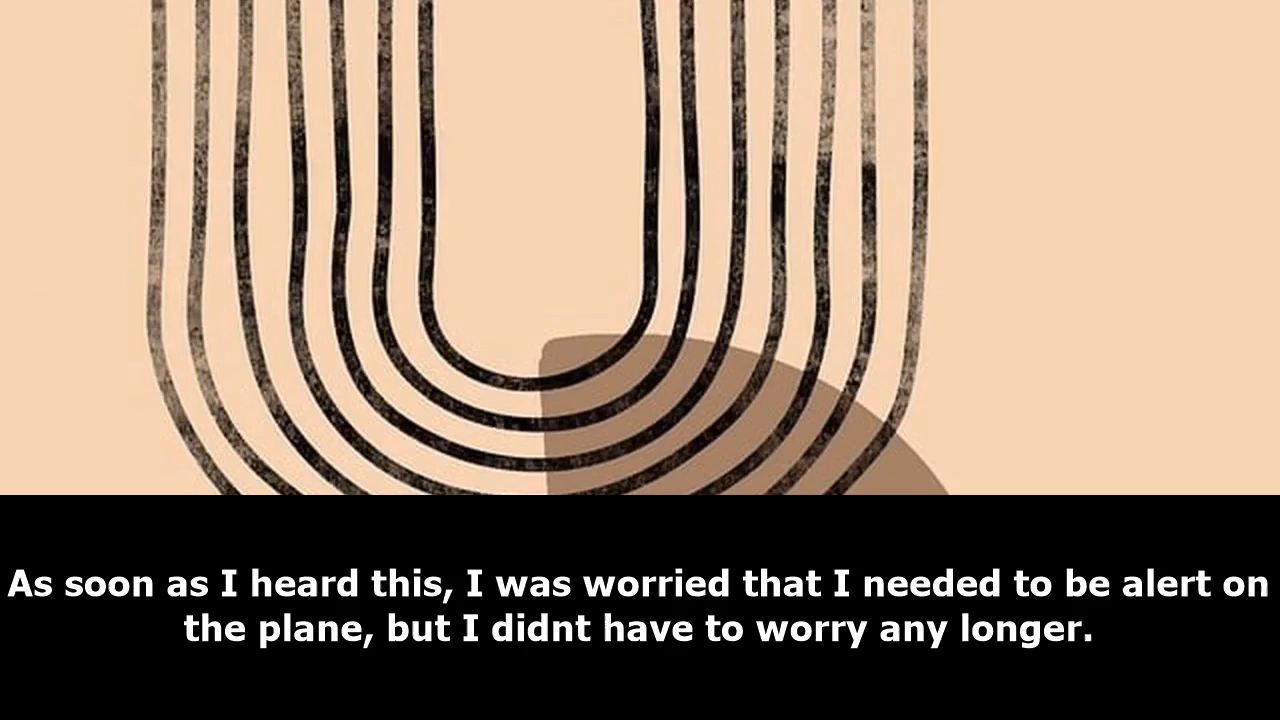 As soon as I heard this, I was worried that I needed to be alert on
the plane, but I didnt have to worry any longer.